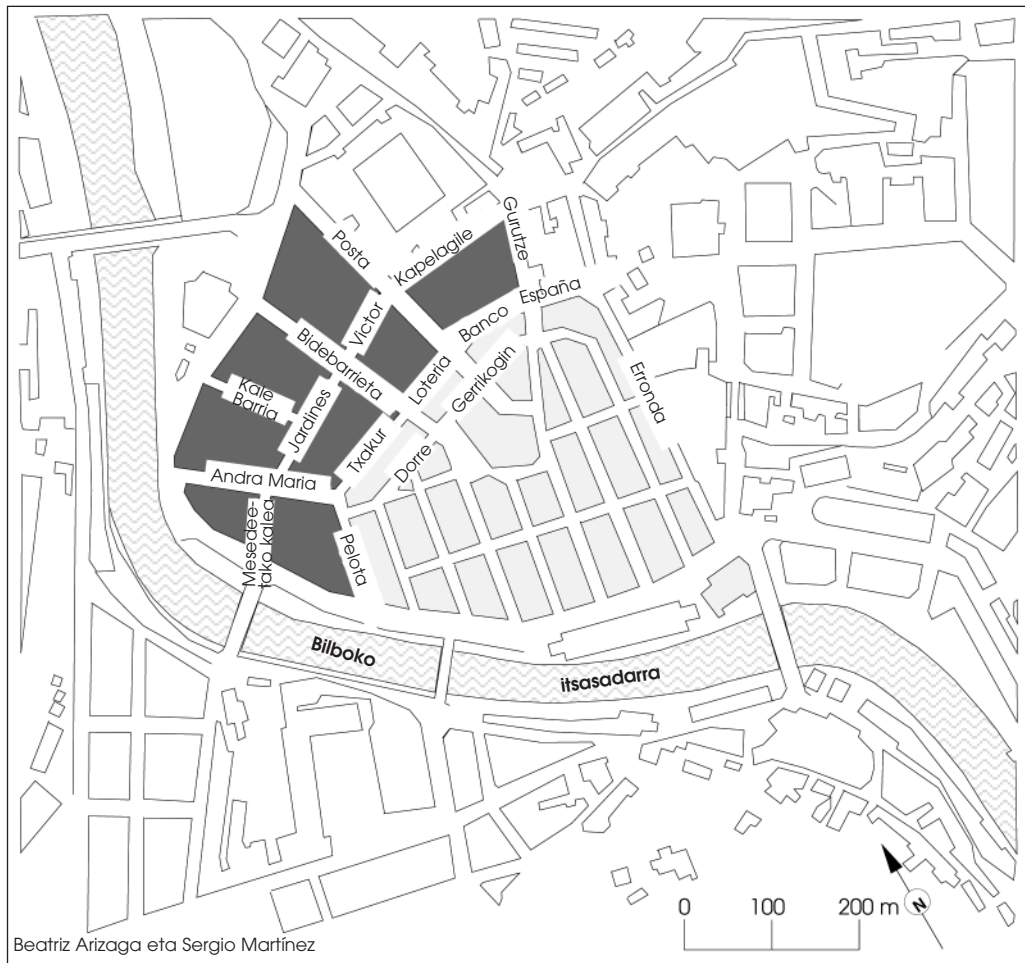 Gurutze
Posta
Kapelagile
España
Banco
Victor
Bidebarrieta
Loteria
Gerrikogin
Erronda
Kale
Barria
Jardines
Txakur
Dorre
Andra Maria
Mesedee-
tako kalea
Pelota
Bilboko
itsasadarra
N
0 100 200 m
Beatriz Arizaga eta Sergio Martínez